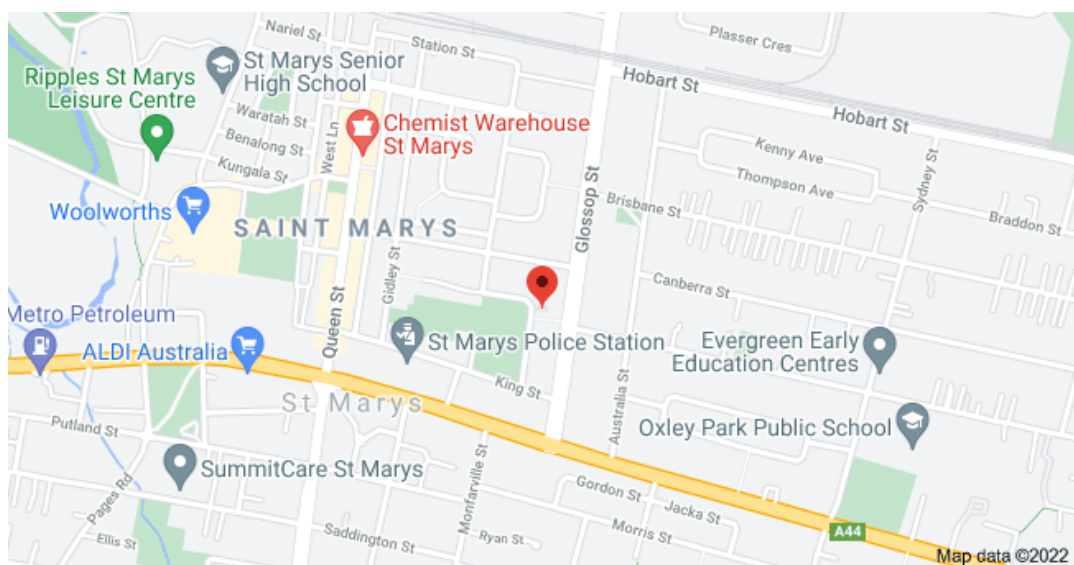 Nariel St
Station St
Plasser Cres
St Marys Senior
High School
Ripples St Marys
Leisure Centre
Hobart St
Hobart St
Waratah St
Benalong St
Kungala St
West Ln
Chemist Warehouse
St Marys
Kenny Ave
Thompson Ave
Sydney St
Brisbane St
Braddon St
Woolworths
SAINT MARYS
Glossop St
Gidley St
Canberra St
Metro Petroleum
Queen St
ALDI Australia
St Marys Police Station
Evergreen Early
Education Centres
King St
St Marys
Australia St
Putland St
Oxley Park Public School
SummitCare St Marys
Monfarville St
Pages Rd
Gordon St
Jacka St
Saddington St
Ryan St
Morris St
Ellis St
A44
Map data ©2022